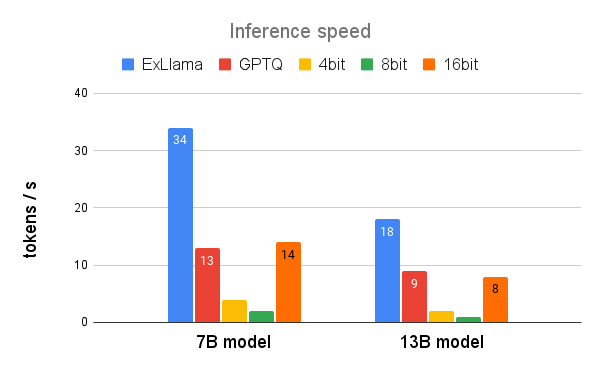 Inference speed
ExLlama GPTQ 4bit 8bit 16bit
tokens / s
40
30
20
10
0
34
13
14
18
9
8
7B model
13B model